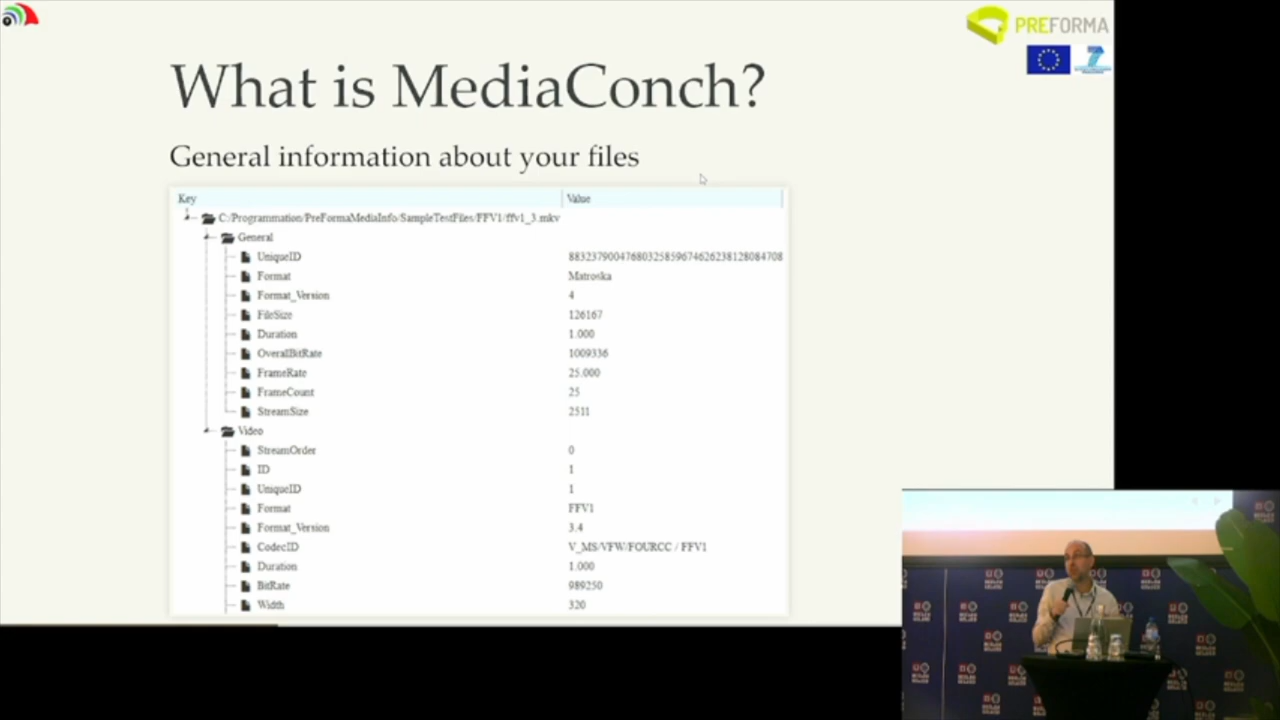 PREFORMA
What is MediaConch?
General information about your files
Key Value
C:/Programmation/PreFormaMediaInfo/SampleTestFiles/FFV1/ffv1_3.mkv
General
UniqueID 88323790047680325859674626238128084708
Format Matroska
Format_Version 4
FileSize 126167
Duration 1.000
OverallBitRate 1009336
FrameRate 25.000
FrameCount 25
StreamSize 2511
Video
StreamOrder 0
ID 1
UniqueID 1
Format FFV1
Format_Version 3.4
CodecID V_MS/VFW/FOURCC / FFV1
Duration 1.000
BitRate 989250
Width 320